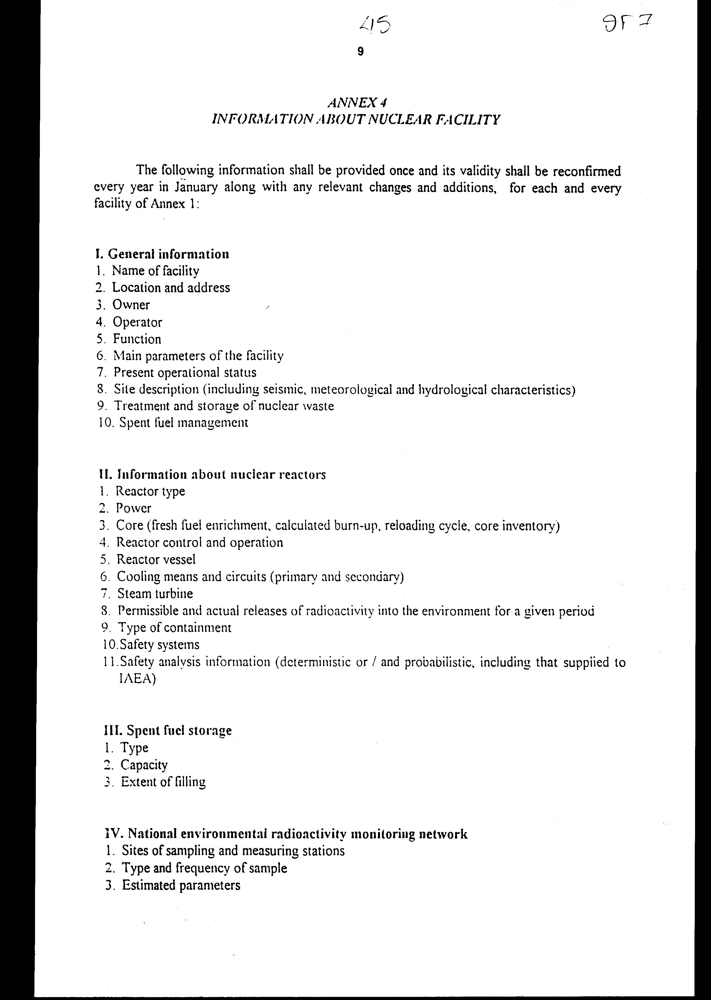 45
9
ANNEX 4
INFORMATION ABOUT NUCLEAR FACILITY
The following information shall be provided once and its validity shall be reconfirmed
every year in January along with any relevant changes and additions, for each and every
facility of Annex 1:
I. General information
1. Name of facility
2. Location and address
3. Owner
4. Operator
5. Function
6. Main parameters of the facility
7. Present operational status
8. Site description (including seismic, meteorological and hydrological characteristics)
9. Treatment and storage of nuclear waste
10. Spent fuel management
II. Information about nuclear reactors
1. Reactor type
2. Power
3. Core (fresh fuel enrichment, calculated burn-up, reloading cycle, core inventory)
4. Reactor control and operation
5. Reactor vessel
6. Cooling means and circuits (primary and secondary)
7. Steam turbine
8. Permissible and actual releases of radioactivity into the environment for a given period
9. Type of containment
10. Safety systems
11. Safety analysis information (deterministic or / and probabilistic, including that supplied to
IAEA)
III. Spent fuel storage
1. Type
2. Capacity
3. Extent of filling
IV. National environmental radioactivity monitoring network
1. Sites of sampling and measuring stations
2. Type and frequency of sample
3. Estimated parameters